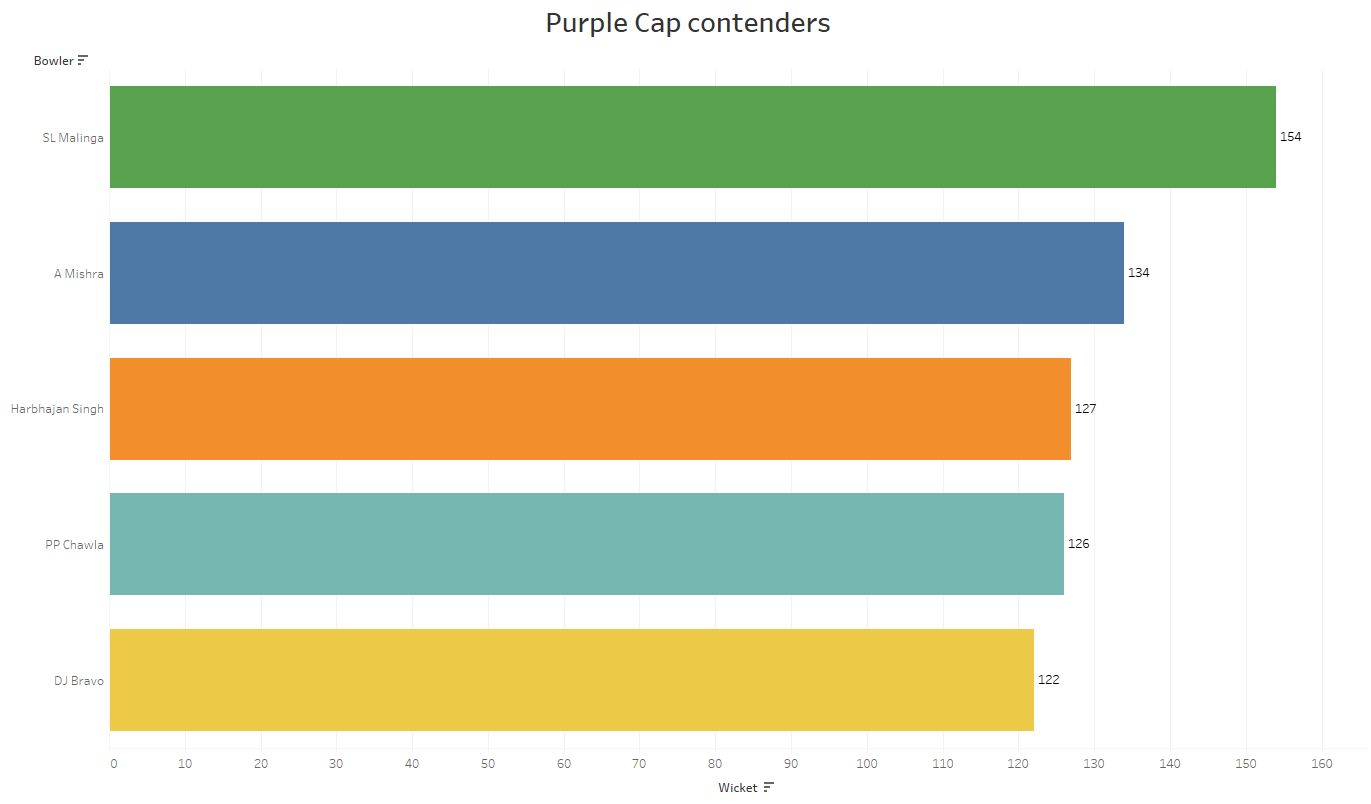 Purple Cap contenders
Bowler
SL Malinga
154
A Mishra
134
Harbhajan Singh
127
PP Chawla
126
DJ Bravo
122
0 10 20 30 40 50 60 70 80 90 100 110 120 130 140 150 160
Wicket